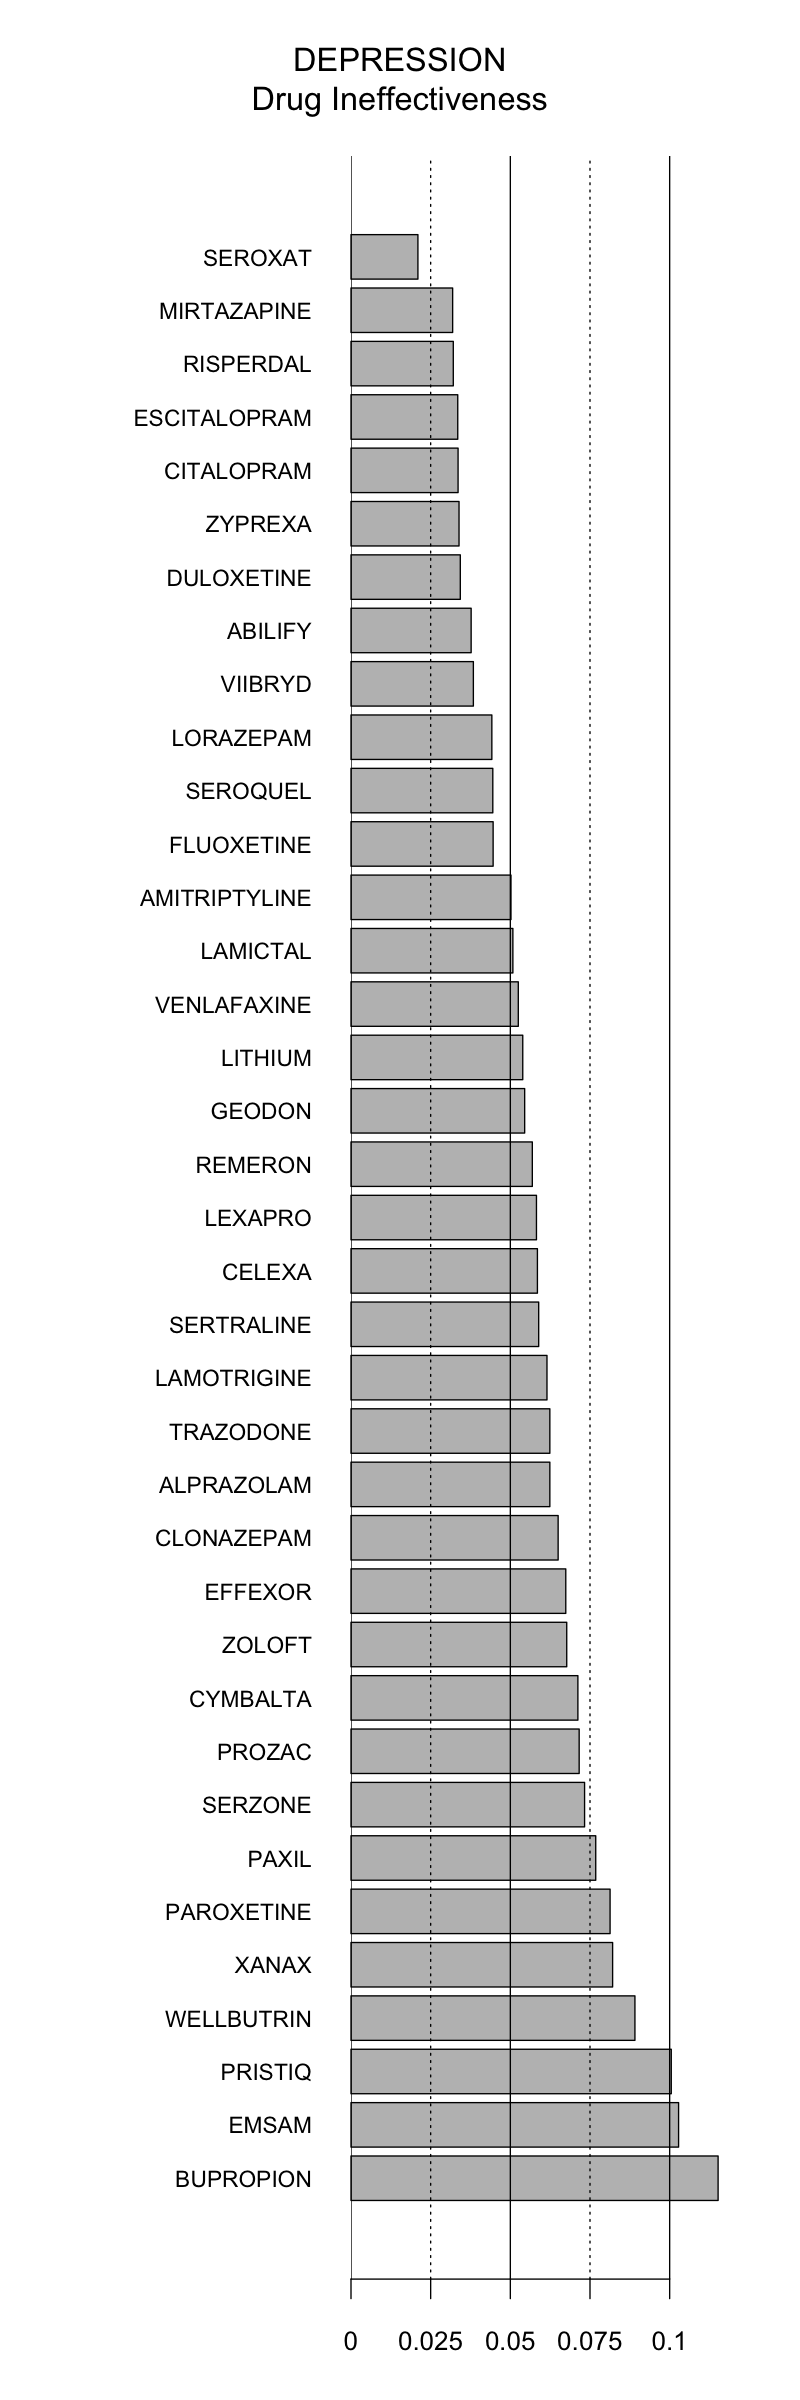 DEPRESSION
Drug Ineffectiveness
SEROXAT
MIRTAZAPINE
RISPERDAL
ESCITALOPRAM
CITALOPRAM
ZYPREXA
DULOXETINE
ABILIFY
VIIBRYD
LORAZEPAM
SEROQUEL
FLUOXETINE
AMITRIPTYLINE
LAMICTAL
VENLAFAXINE
LITHIUM
GEODON
REMERON
LEXAPRO
CELEXA
SERTRALINE
LAMOTRIGINE
TRAZODONE
ALPRAZOLAM
CLONAZEPAM
EFFEXOR
ZOLOFT
CYMBALTA
PROZAC
SERZONE
PAXIL
PAROXETINE
XANAX
WELLBUTRIN
PRISTIQ
EMSAM
BUPROPION
0 0.025 0.05 0.075 0.1